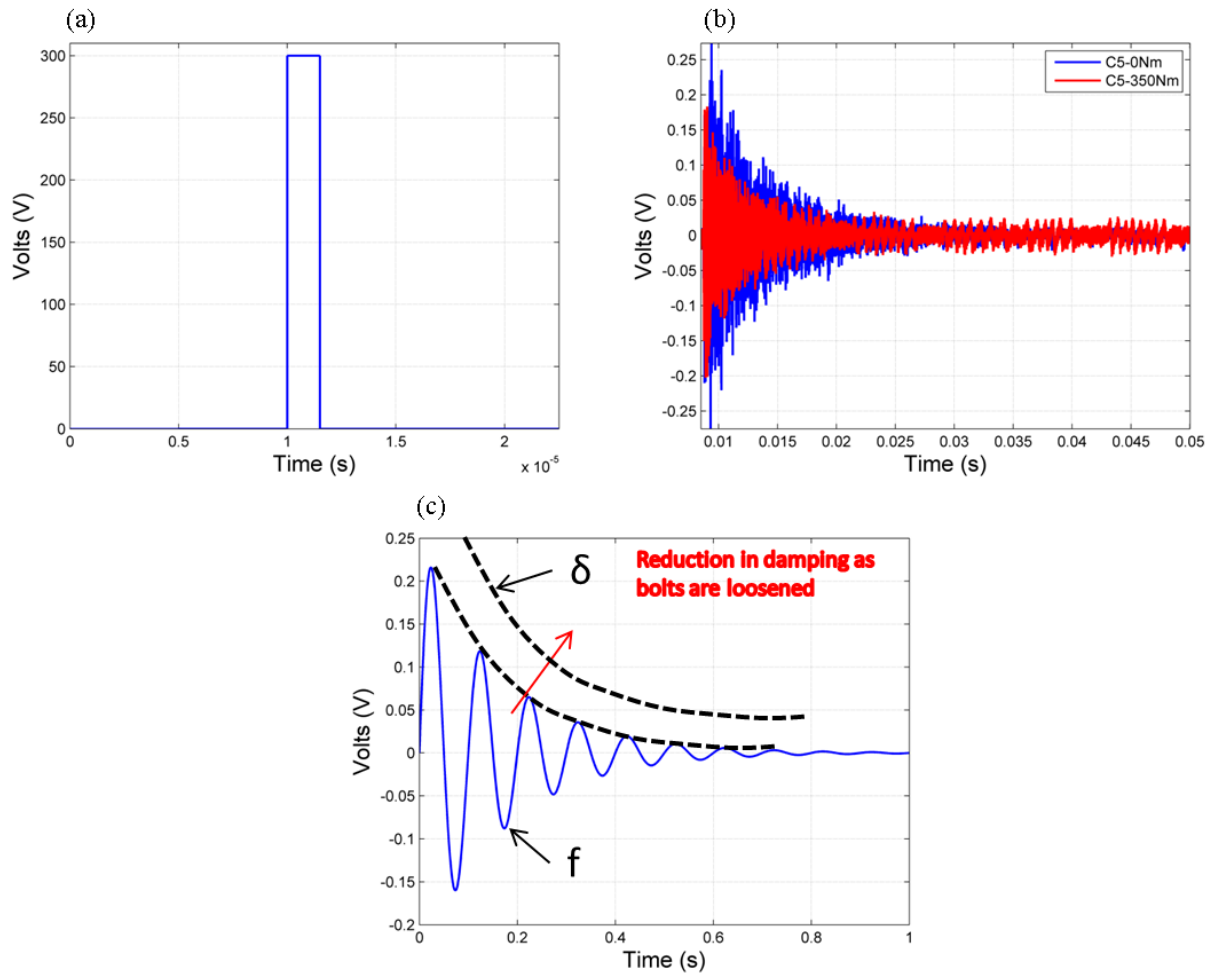 (a)
300
250
200
150
100
50
0
Volts (V)
0 0.5 1 1.5 2
Time (s)
x 10⁻⁵
(b)
C5-0Nm
C5-350Nm
0.25
0.2
0.15
0.1
0.05
0
-0.05
-0.1
-0.15
-0.2
-0.25
Volts (V)
0.01 0.015 0.02 0.025 0.03 0.035 0.04 0.045 0.05
Time (s)
(c)
0.25
0.2
0.15
0.1
0.05
0
-0.05
-0.1
-0.15
-0.2
Volts (V)
δ
Reduction in damping as
bolts are loosened
f
0 0.2 0.4 0.6 0.8 1
Time (s)